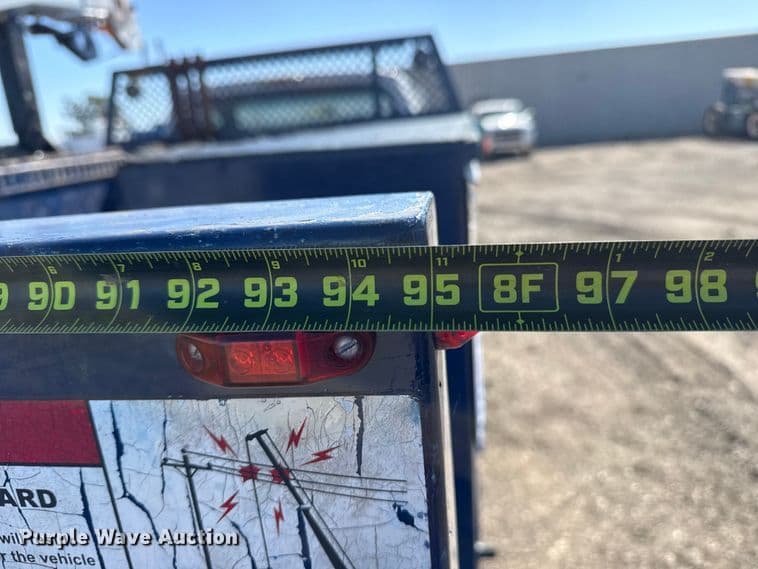 6 7 8 9 10 11 1 2
90 91 92 93 94 95 8F 97 98
ARD
will
r the vehicle
Purple Wave Auction